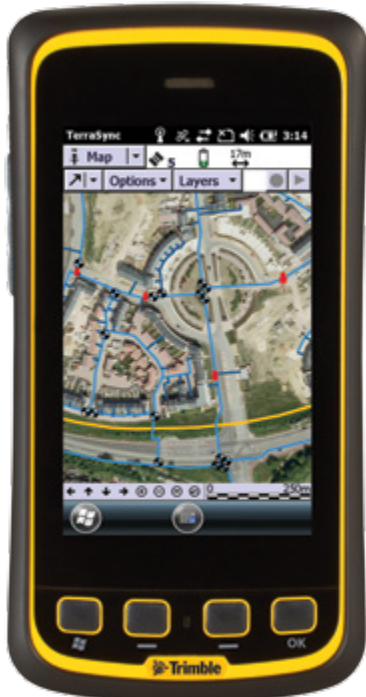 TerraSync 3:14
Map 5 17m
Options Layers
0 250m
OK
Trimble